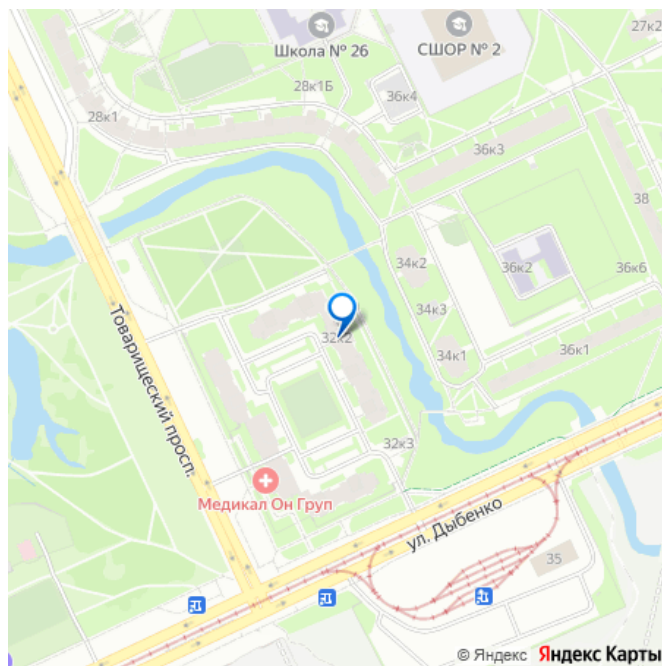 27к2
Школа № 26
СШОР № 2
28к1Б
36к4
28к1
36к3
38
34к2
36к2
36к6
34к3
32к2
34к1
36к1
Товарищеский просп.
32к3
Медикал Он Груп
ул. Дыбенко
35
© Яндекс Яндекс Карты